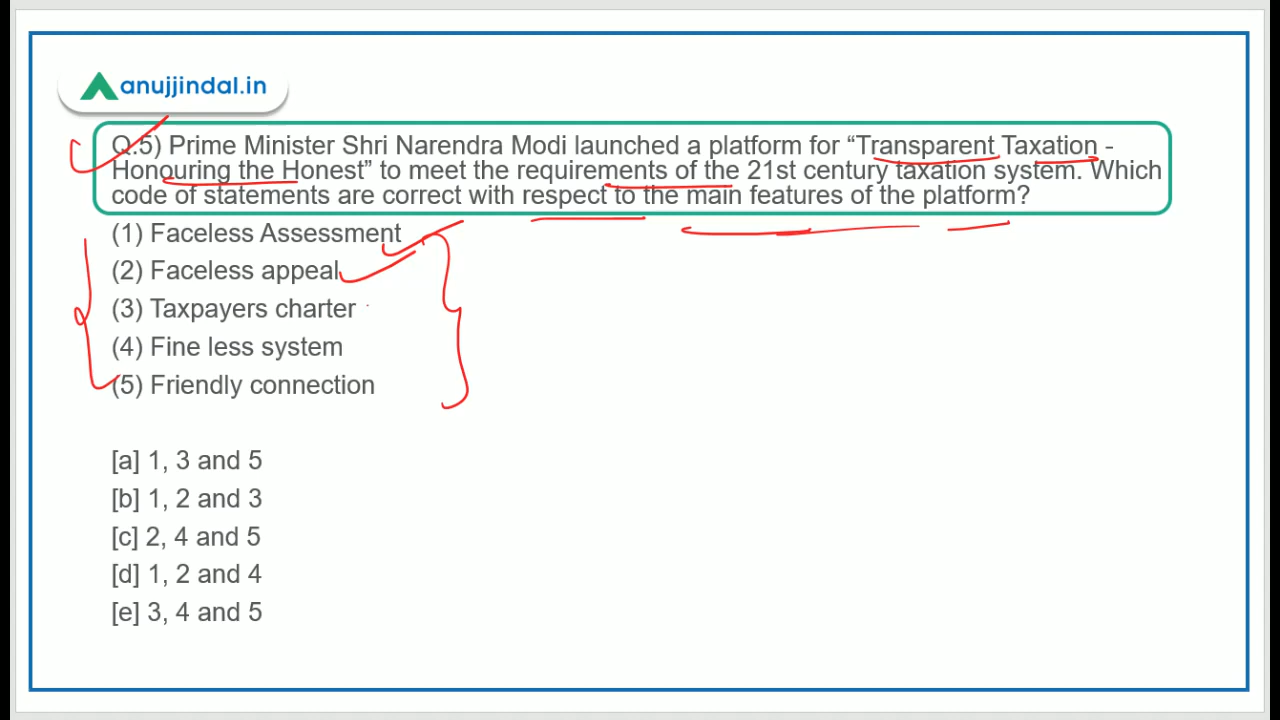 anujjindal.in
Q.5) Prime Minister Shri Narendra Modi launched a platform for “Transparent Taxation -
Honouring the Honest” to meet the requirements of the 21st century taxation system. Which
code of statements are correct with respect to the main features of the platform?
(1) Faceless Assessment
(2) Faceless appeal
(3) Taxpayers charter
(4) Fine less system
(5) Friendly connection
[a] 1, 3 and 5
[b] 1, 2 and 3
[c] 2, 4 and 5
[d] 1, 2 and 4
[e] 3, 4 and 5